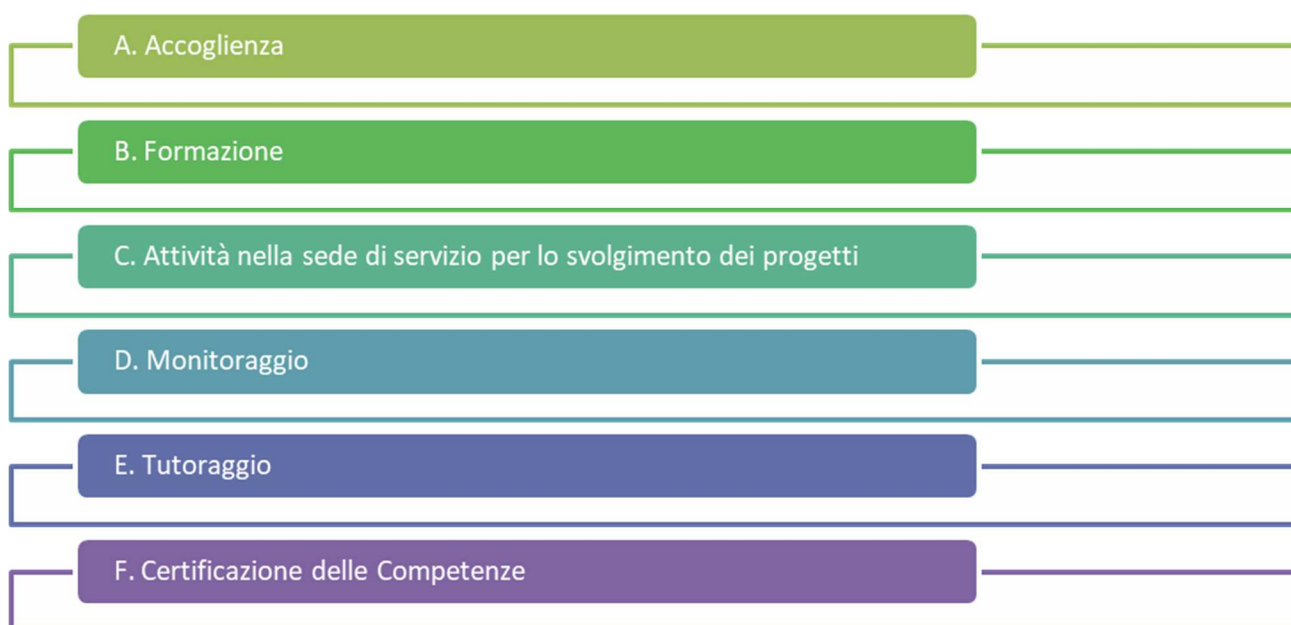 A. Accoglienza
B. Formazione
C. Attività nella sede di servizio per lo svolgimento dei progetti
D. Monitoraggio
E. Tutoraggio
F. Certificazione delle Competenze